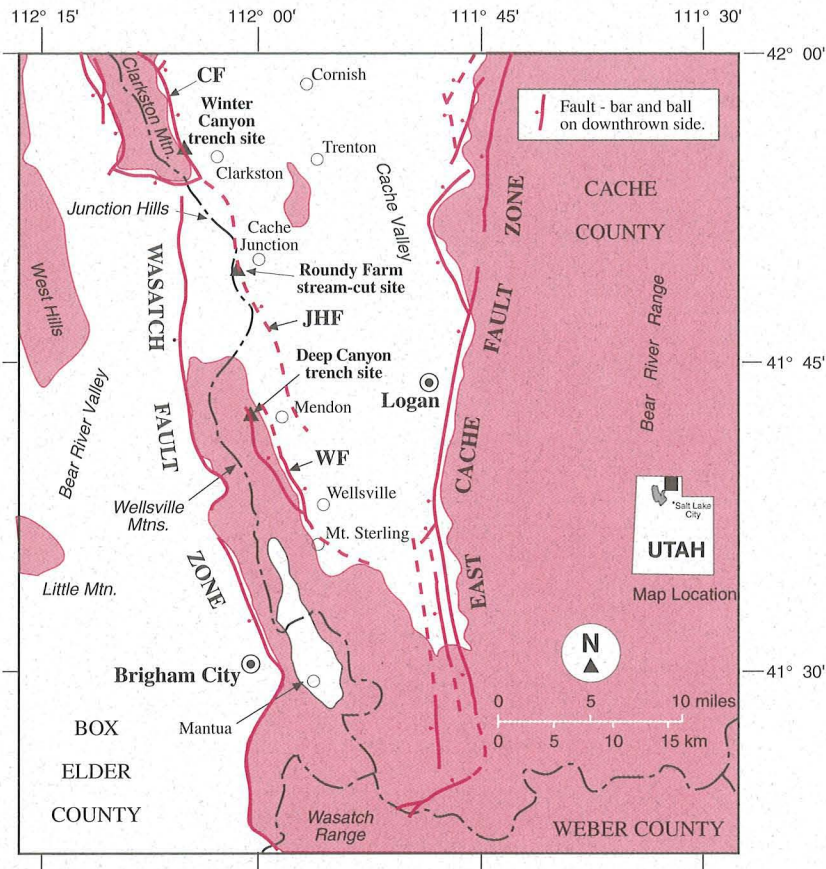 112° 15'
112° 00'
111° 45'
111° 30'
42° 00'
Clarkston Mtn.
CF
Cornish
Winter
Canyon
trench site
Fault - bar and ball
on downthrown side.
Trenton
Clarkston
Cache Valley
ZONE
CACHE
COUNTY
Junction Hills
Cache
Junction
WASATCH
Roundy Farm
stream-cut site
West Hills
Bear River Range
JHF
FAULT
Deep Canyon
trench site
41° 45'
Logan
Mendon
Bear River Valley
FAULT
CACHE
WF
Wellsville
Wellsville
Mtns.
Salt Lake
City
Mt. Sterling
UTAH
ZONE
EAST
Little Mtn.
Map Location
N
Brigham City
41° 30'
0
5
10 miles
Mantua
0
5
10
15 km
BOX
ELDER
COUNTY
Wasatch
Range
WEBER COUNTY